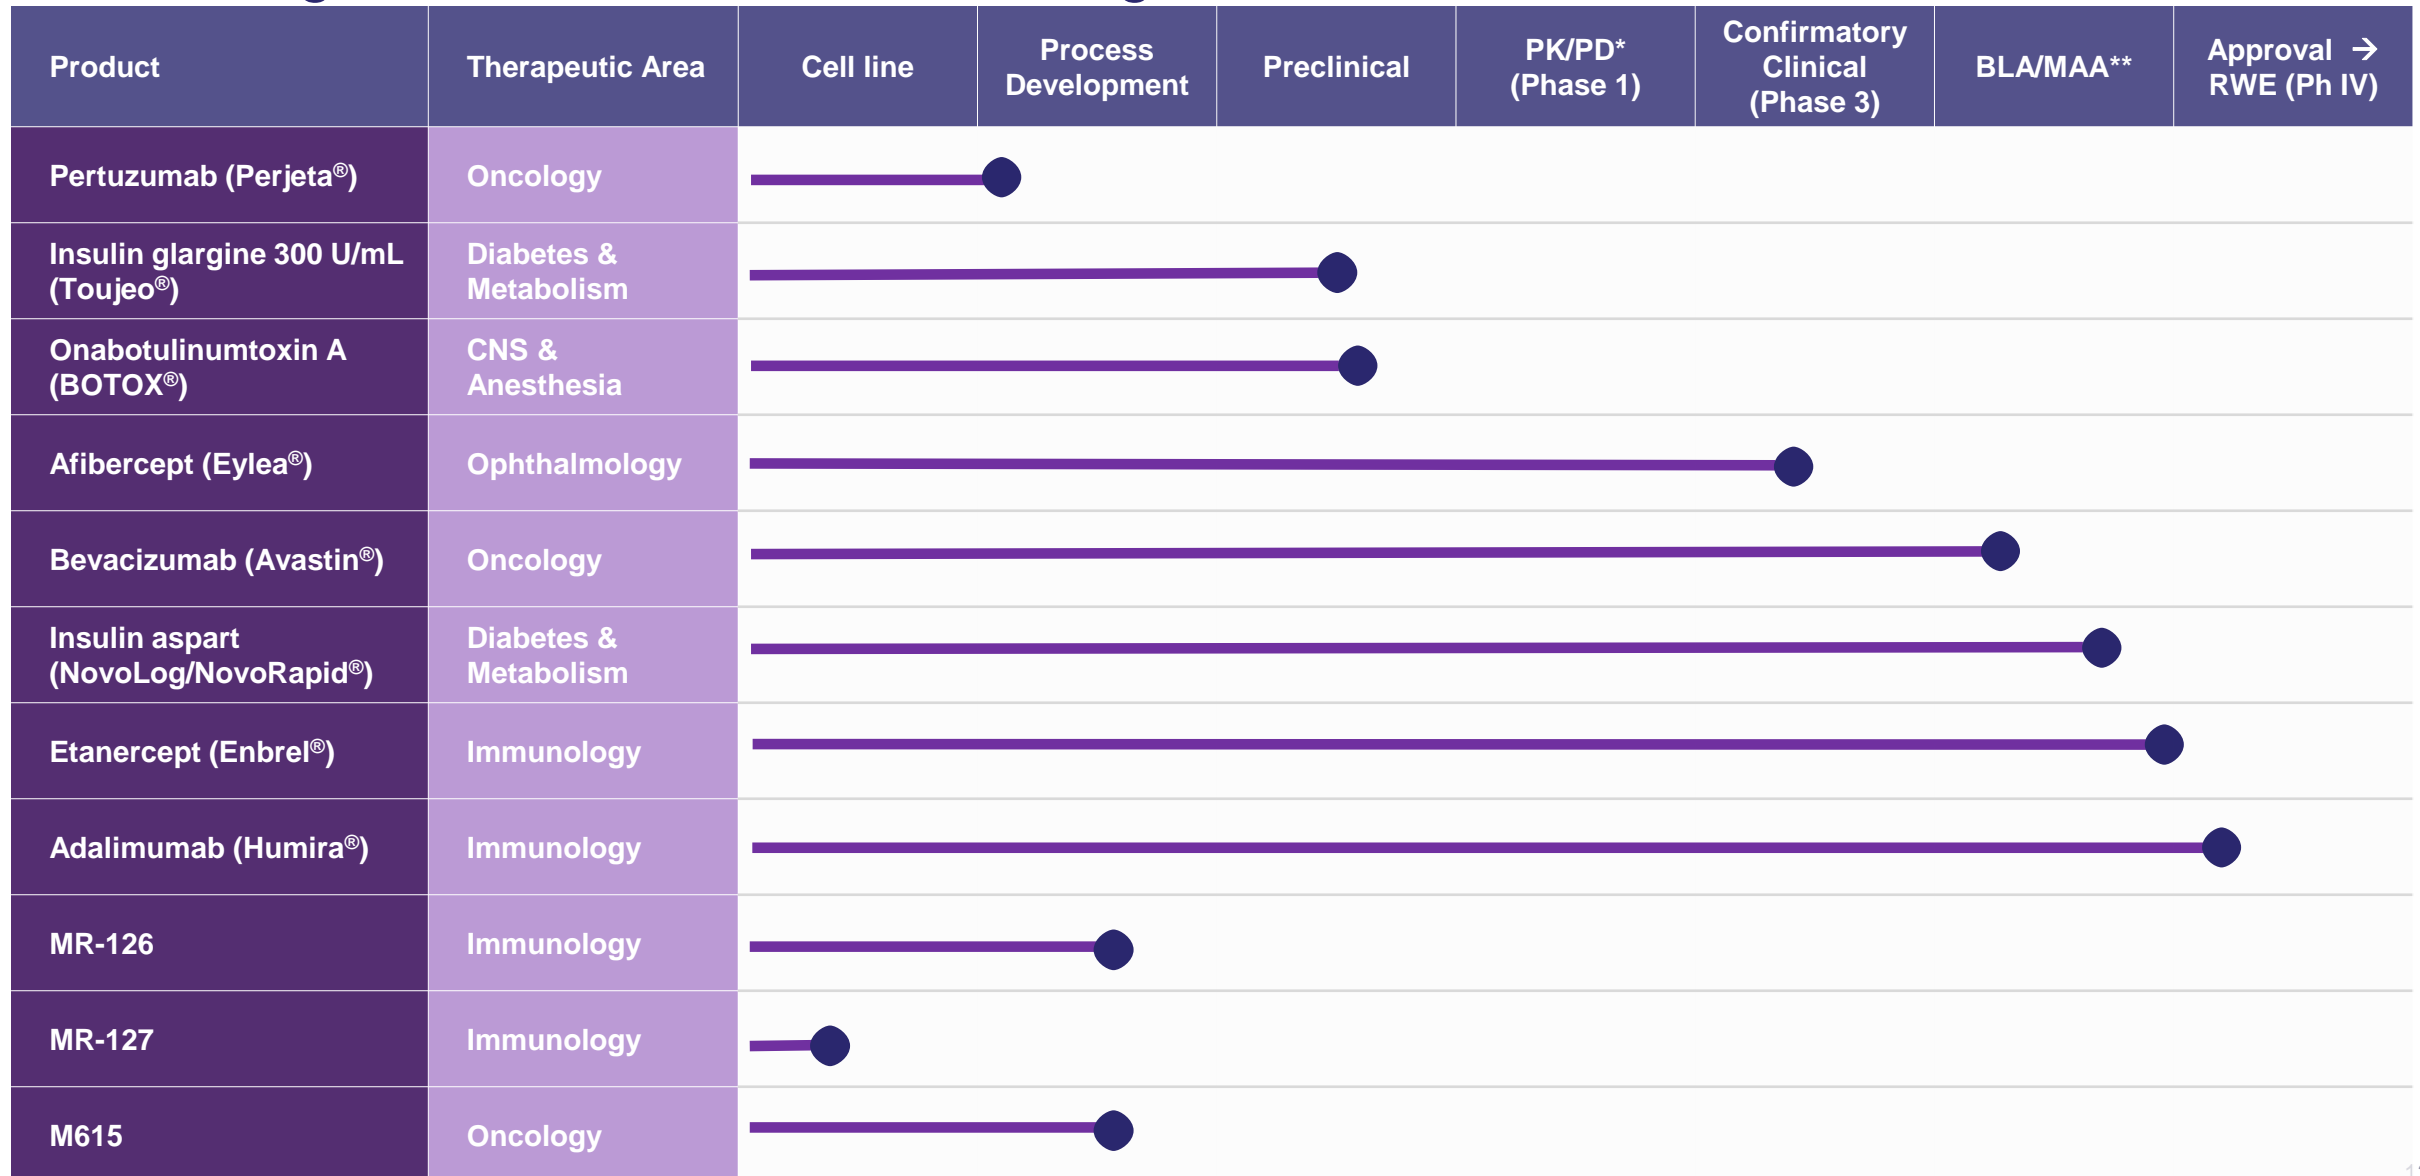 Product
Therapeutic Area
Cell line
Process
Development
Preclinical
PK/PD*
(Phase 1)
Confirmatory
Clinical
(Phase 3)
BLA/MAA**
Approval →
RWE (Ph IV)
Pertuzumab (Perjeta®)
Oncology
Insulin glargine 300 U/mL
(Toujeo®)
Diabetes &
Metabolism
Onabotulinumtoxin A
(BOTOX®)
CNS &
Anesthesia
Afibercept (Eylea®)
Ophthalmology
Bevacizumab (Avastin®)
Oncology
Insulin aspart
(NovoLog/NovoRapid®)
Diabetes &
Metabolism
Etanercept (Enbrel®)
Immunology
Adalimumab (Humira®)
Immunology
MR-126
Immunology
MR-127
Immunology
M615
Oncology